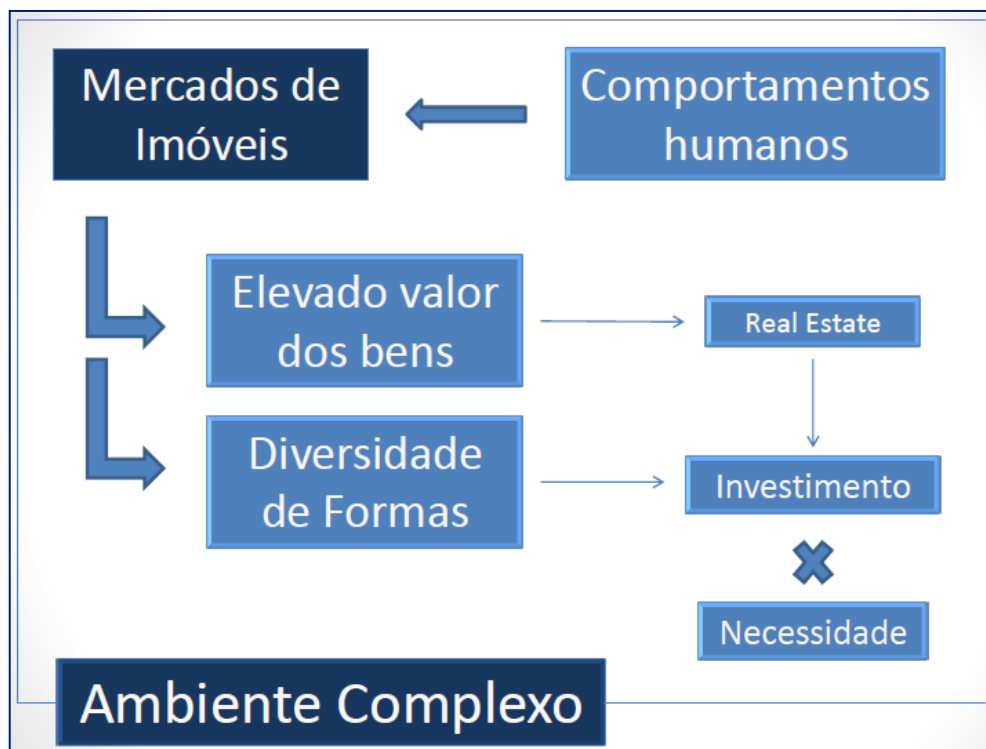 Mercados de
Imóveis
Comportamentos
humanos
Elevado valor
dos bens
Real Estate
Diversidade
de Formas
Investimento
Necessidade
Ambiente Complexo